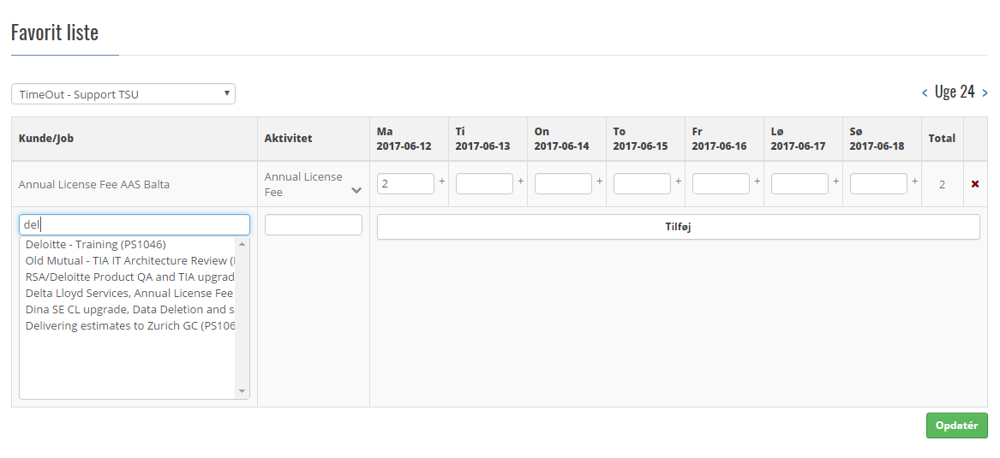 Favorit liste
TimeOut - Support TSU
< Uge 24 >
Kunde/Job Aktivitet Ma 2017-06-12 Ti 2017-06-13 On 2017-06-14 To 2017-06-15 Fr 2017-06-16 Lø 2017-06-17 Sø 2017-06-18 Total
Annual License Fee AAS Balta
Annual License
Fee
2 + + + + + + + 2
del
Tilføj
Deloitte - Training (PS1046)
Old Mutual - TIA IT Architecture Review (
RSA/Deloitte Product QA and TIA upgrad
Delta Lloyd Services, Annual License Fee
Dina SE CL upgrade, Data Deletion and s
Delivering estimates to Zurich GC (PS106
Opdatér